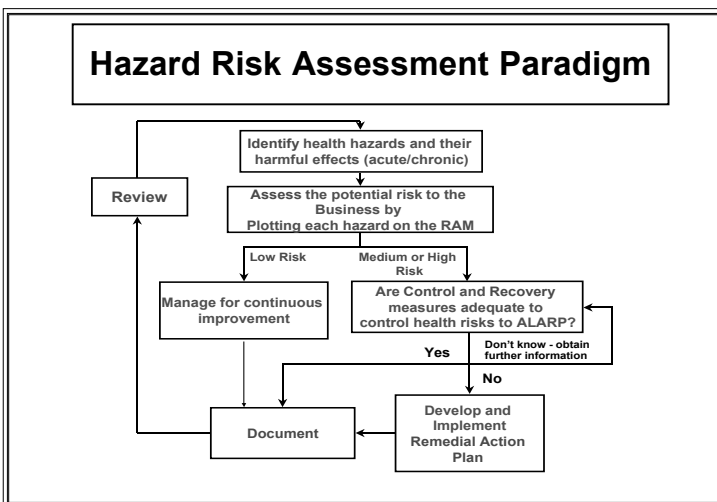 Hazard Risk Assessment Paradigm
Identify health hazards and their
harmful effects (acute/chronic)
Review
Assess the potential risk to the
Business by
Plotting each hazard on the RAM
Low Risk
Medium or High
Risk
Manage for continuous
improvement
Are Control and Recovery
measures adequate to
control health risks to ALARP?
Yes
Don't know - obtain
further information
No
Document
Develop and
Implement
Remedial Action
Plan